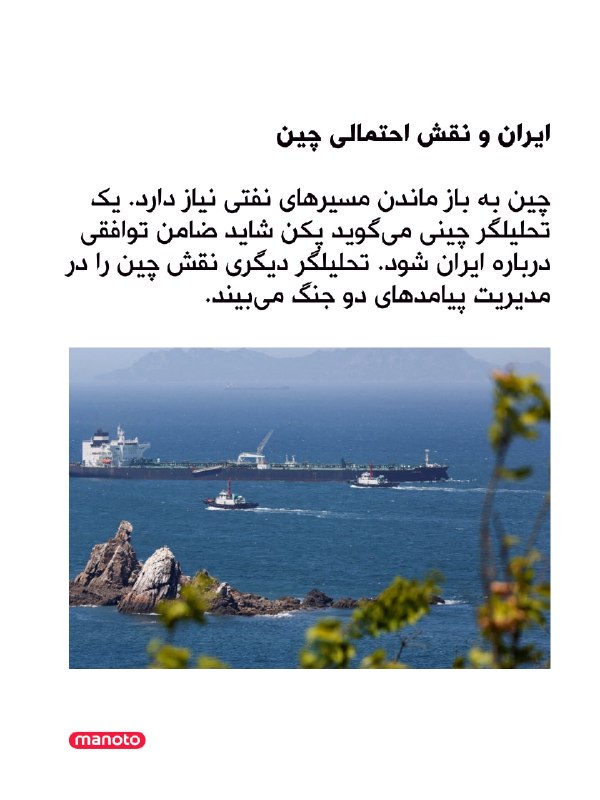 ایران و نقش احتمالی چین
چین به باز ماندن مسیرهای نفتی نیاز دارد. یک
تحلیلگر چینی می‌گوید پکن شاید ضامن توافقی
درباره ایران شود. تحلیلگر دیگری نقش چین را در
مدیریت پیامدهای دو جنگ می‌بیند.
manoto